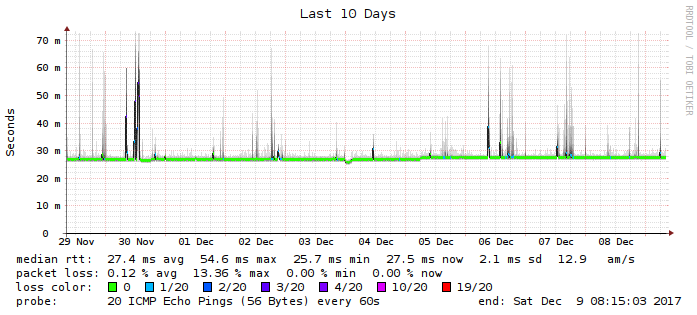 Last 10 Days
RRDTOOL / TOBI OETIKER
Seconds
70 m
60 m
50 m
40 m
30 m
20 m
10 m
0
29 Nov 30 Nov 01 Dec 02 Dec 03 Dec 04 Dec 05 Dec 06 Dec 07 Dec 08 Dec
median rtt: 27.4 ms avg 54.6 ms max 25.7 ms min 27.5 ms now 2.1 ms sd 12.9 am/s
packet loss: 0.12 % avg 13.36 % max 0.00 % min 0.00 % now
loss color: 0 1/20 2/20 3/20 4/20 10/20 19/20
probe: 20 ICMP Echo Pings (56 Bytes) every 60s end: Sat Dec 9 08:15:03 2017